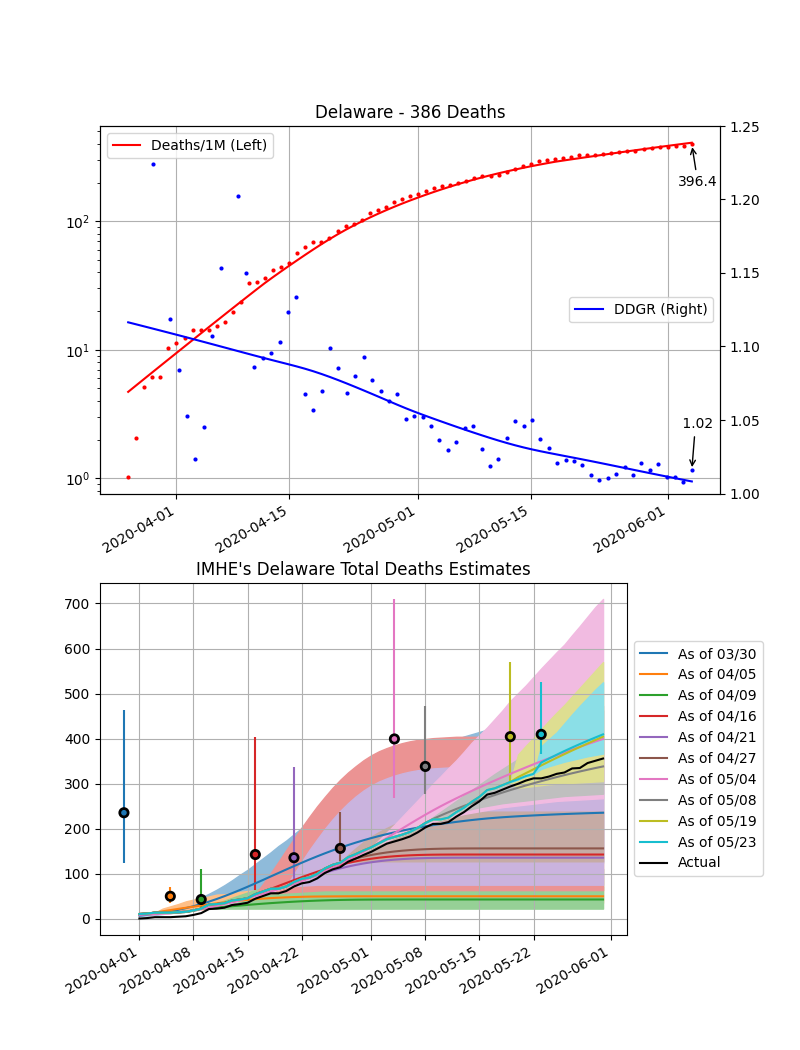 Delaware - 386 Deaths
Deaths/1M (Left)
DDGR (Right)
10²
10¹
10⁰
1.25
1.20
1.15
1.10
1.05
1.00
396.4
1.02
2020-04-01
2020-04-15
2020-05-01
2020-05-15
2020-06-01
IMHE's Delaware Total Deaths Estimates
700
600
500
400
300
200
100
0
2020-04-01
2020-04-08
2020-04-15
2020-04-22
2020-05-01
2020-05-08
2020-05-15
2020-05-22
2020-06-01
As of 03/30
As of 04/05
As of 04/09
As of 04/16
As of 04/21
As of 04/27
As of 05/04
As of 05/08
As of 05/19
As of 05/23
Actual